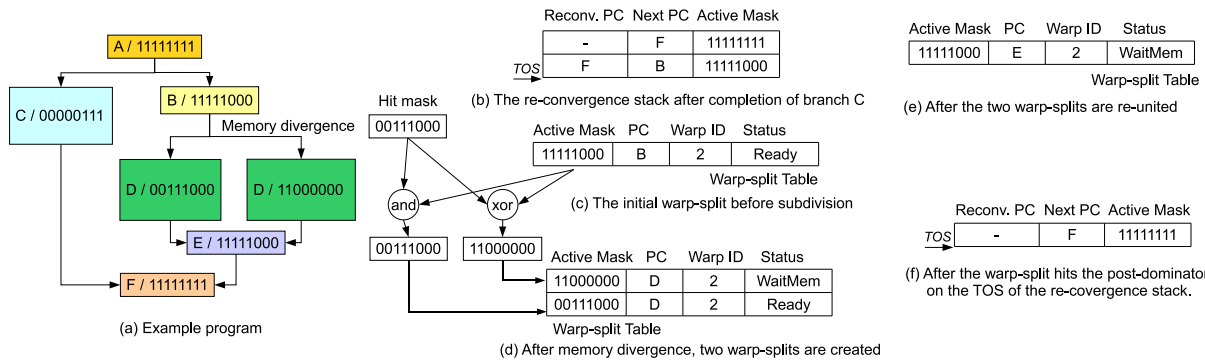 A / 11111111
C / 00000111
B / 11111000
Memory divergence
D / 00111000
D / 11000000
E / 11111000
F / 11111111
(a) Example program
Reconv. PC Next PC Active Mask
- F 11111111
F B 11111000
TOS
(b) The re-convergence stack after completion of branch C
Hit mask
00111000
Active Mask PC Warp ID Status
11111000 B 2 Ready
Warp-split Table
(c) The initial warp-split before subdivision
and
xor
00111000
11000000
Active Mask PC Warp ID Status
11000000 D 2 WaitMem
00111000 D 2 Ready
Warp-split Table
(d) After memory divergence, two warp-splits are created
Active Mask PC Warp ID Status
11111000 E 2 WaitMem
Warp-split Table
(e) After the two warp-splits are re-united
Reconv. PC Next PC Active Mask
TOS
- F 11111111
(f) After the warp-split hits the post-dominato
on the TOS of the re-covergence stack.